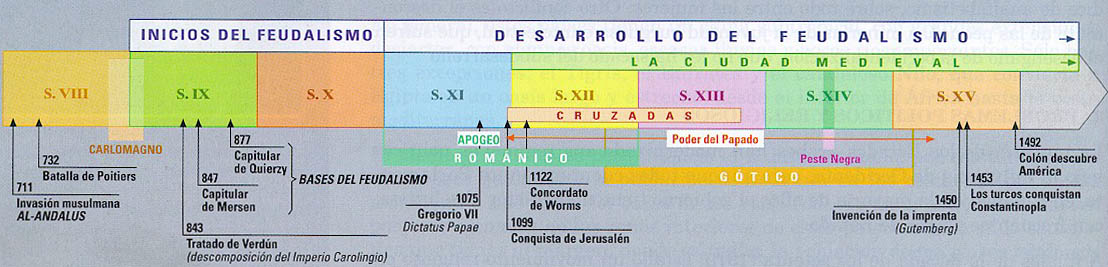 INICIOS DEL FEUDALISMO
DESARROLLO DEL FEUDALISMO
LA CIUDAD MEDIEVAL
S. VIII
S. IX
S. X
S. XI
S. XII
S. XIII
S. XIV
S. XV
CRUZADAS
CARLOMAGNO
APOGEO
Poder del Papado
ROMÁNICO
Peste Negra
GÓTICO
711
Invasión musulmana
AL-ANDALUS
732
Batalla de Poitiers
843
Tratado de Verdún
(descomposición del Imperio Carolingio)
847
Capitular
de Mersen
877
Capitular
de Quierzy
BASES DEL FEUDALISMO
1075
Gregorio VII
Dictatus Papae
1099
Conquista de Jerusalén
1122
Concordato
de Worms
1450
Invención de la imprenta
(Gutemberg)
1453
Los turcos conquistan
Constantinopla
1492
Colón descubre
América